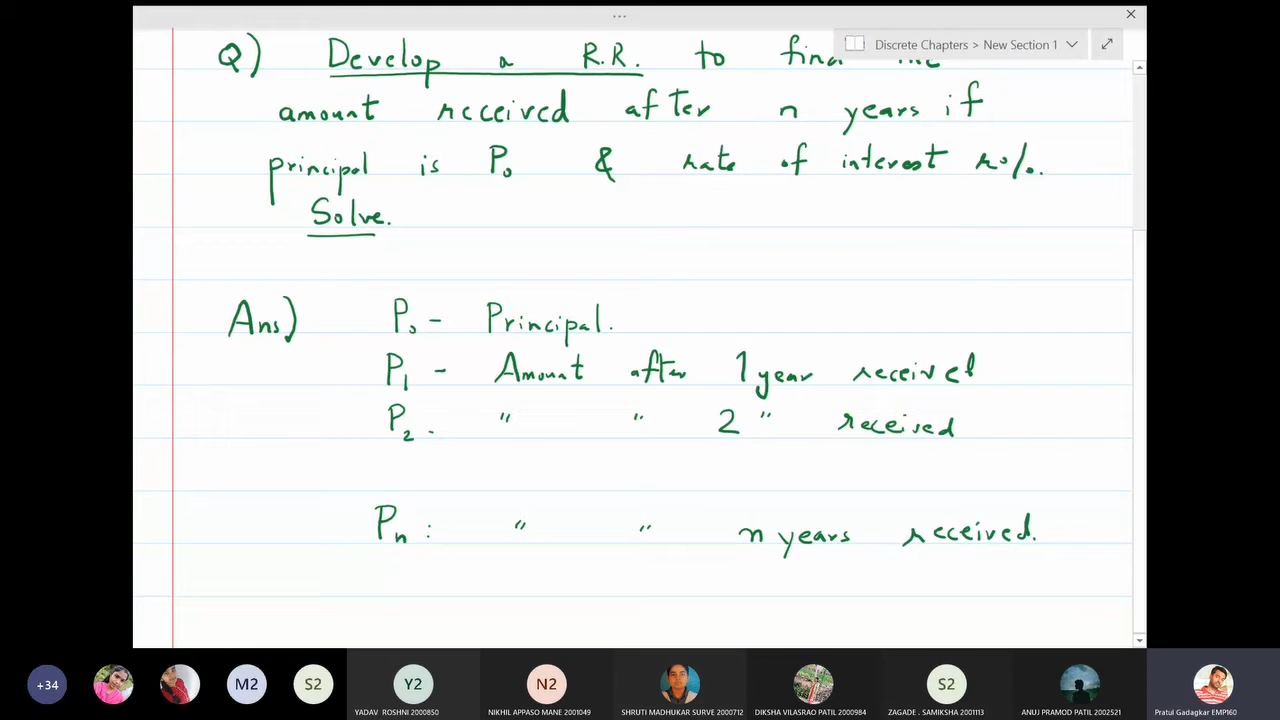 Discrete Chapters > New Section 1
Q) Develop a R.R. to find
amount received after n years if
principal is P₀ & rate of interest r%.
Solve.
Ans) P₀ - Principal.
P₁ - Amount after 1 year received
P₂ . " " 2 " received
Pₙ : " " n years received.
+34
M2
S2
Y2
N2
S2
YADAV ROSHNI 2000850
NIKHIL APPASO MANE 2001049
SHRUTI MADHUKAR SURVE 2000712
DIKSHA VILASRAO PATIL 2000984
ZAGADE . SAMIKSHA 2001113
ANUJ PRAMOD PATIL 2002521
Pratul Gadagkar EMP160